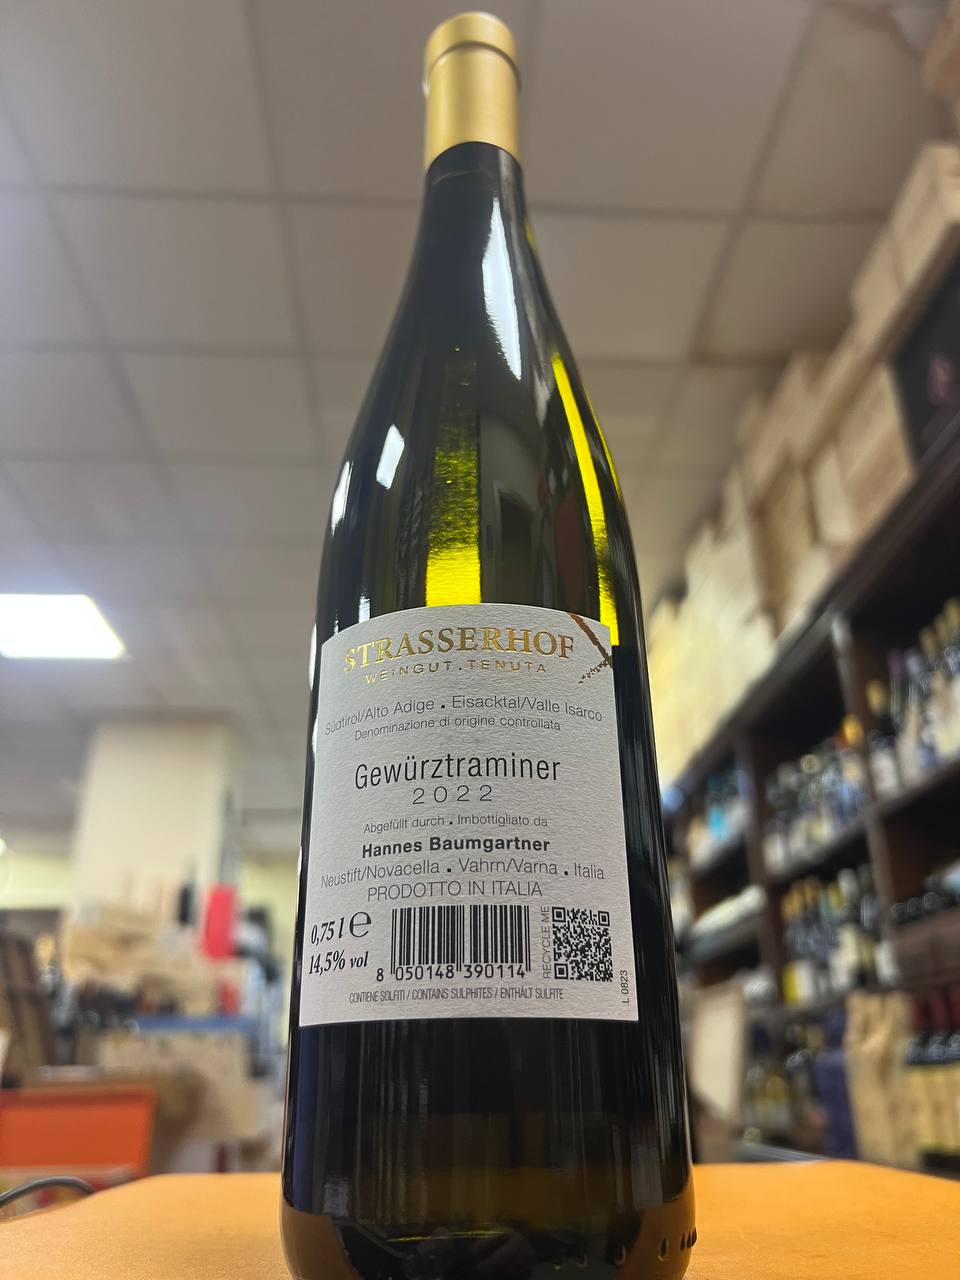 STRASSERHOF
WEINGUT . TENUTA
Südtirol/Alto Adige . Eisacktal/Valle Isarco
Denominazione di origine controllata
Gewürztraminer
2022
Abgefüllt durch . Imbottigliato da
Hannes Baumgartner
Neustift/Novacella . Vahrn/Varna . Italia
PRODOTTO IN ITALIA
0,75 l e
14,5% vol
8 050148 390114
RECYCLE ME
L 0823
CONTIENE SOLFITI / CONTAINS SULPHITES / ENTHÄLT SULFITE